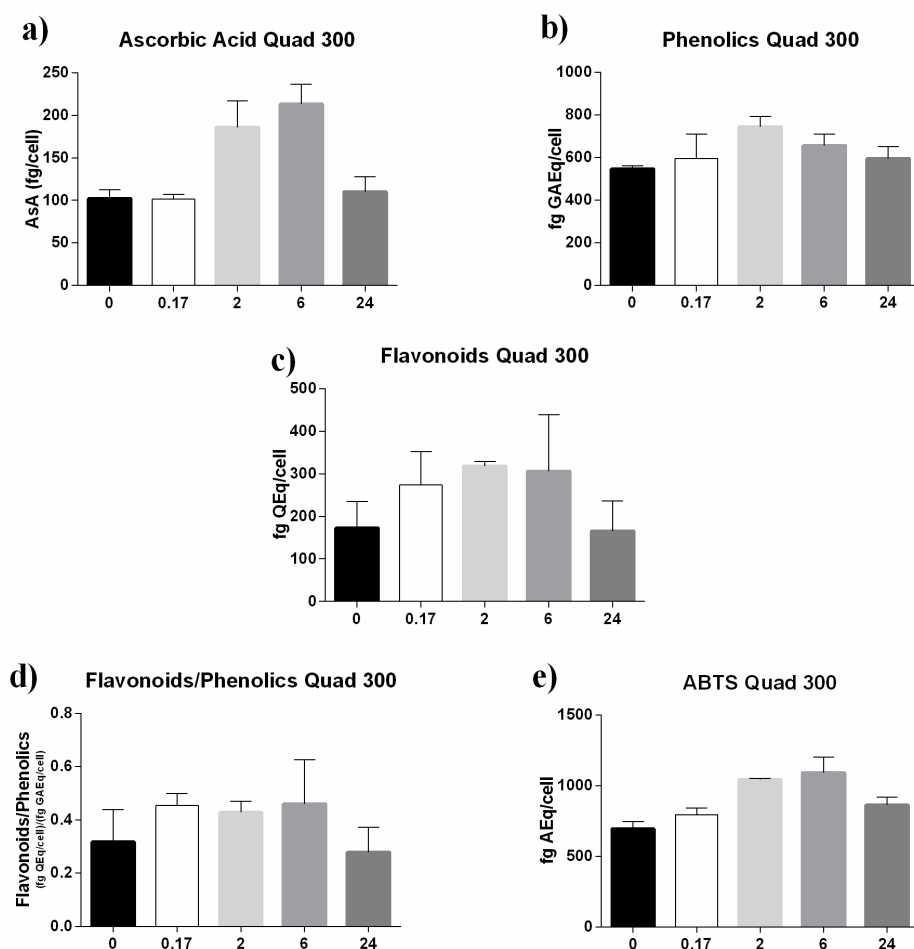 a)
Ascorbic Acid Quad 300
AsA (fg/cell)
250
200
150
100
50
0
0 0.17 2 6 24
b)
Phenolics Quad 300
fg GAEq/cell
1000
800
600
400
200
0
0 0.17 2 6 24
c)
Flavonoids Quad 300
fg QEq/cell
500
400
300
200
100
0
0 0.17 2 6 24
d)
Flavonoids/Phenolics Quad 300
Flavonoids/Phenolics
(fg QEq/cell)/(fg GAEq/cell)
0.8
0.6
0.4
0.2
0.0
0 0.17 2 6 24
e)
ABTS Quad 300
fg AEq/cell
1500
1000
500
0
0 0.17 2 6 24